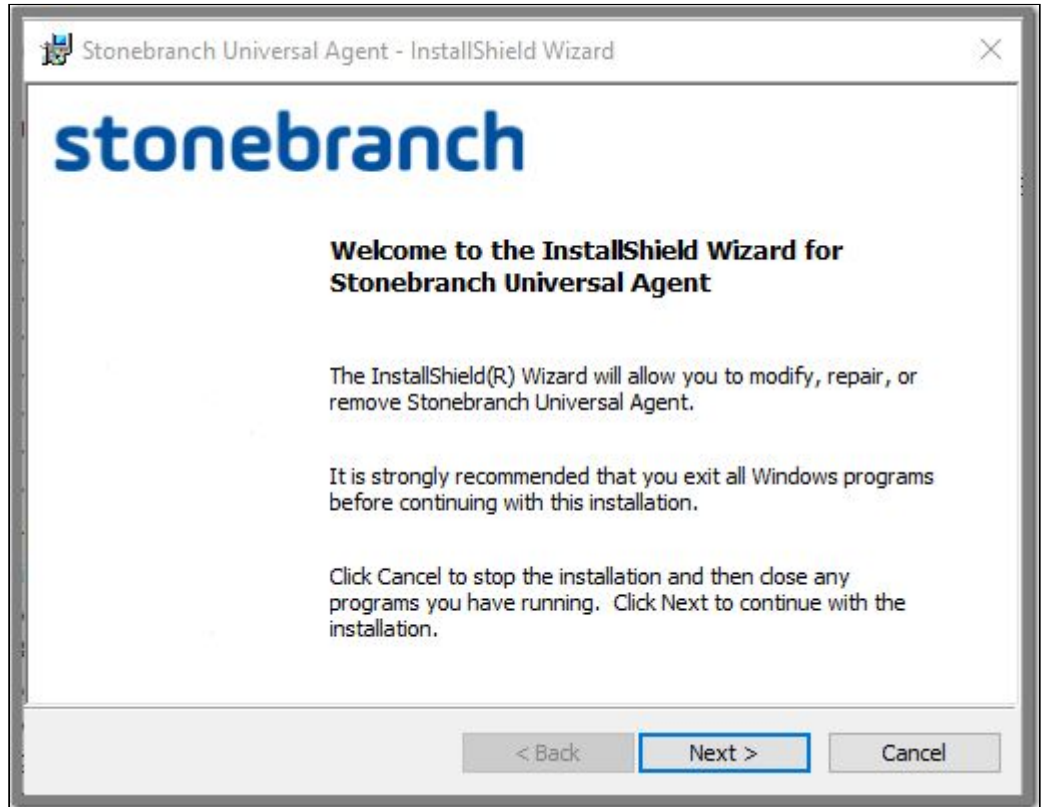 Stonebranch Universal Agent - InstallShield Wizard
stonebranch
Welcome to the InstallShield Wizard for
Stonebranch Universal Agent
The InstallShield(R) Wizard will allow you to modify, repair, or
remove Stonebranch Universal Agent.
It is strongly recommended that you exit all Windows programs
before continuing with this installation.
Click Cancel to stop the installation and then close any
programs you have running.  Click Next to continue with the
installation.
< Back Next > Cancel